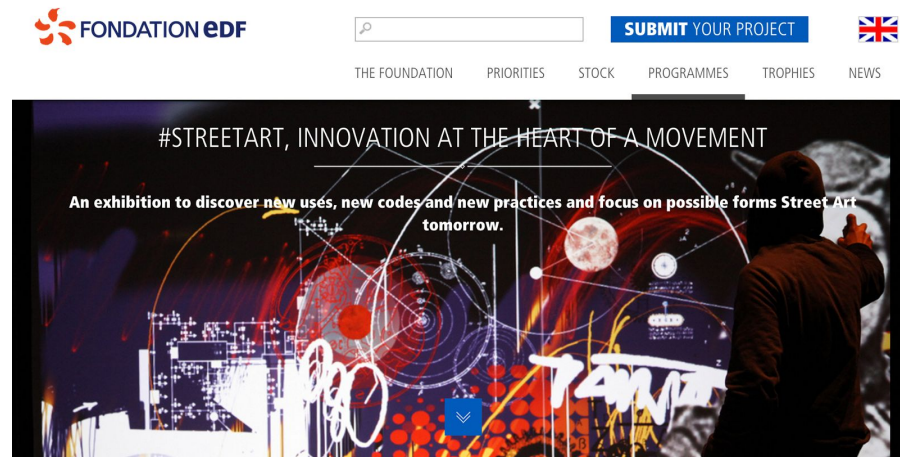 FONDATION eDF
SUBMIT YOUR PROJECT
THE FOUNDATION PRIORITIES STOCK PROGRAMMES TROPHIES NEWS
#STREETART, INNOVATION AT THE HEART OF A MOVEMENT
An exhibition to discover new uses, new codes and new practices and focus on possible forms Street Art
tomorrow.